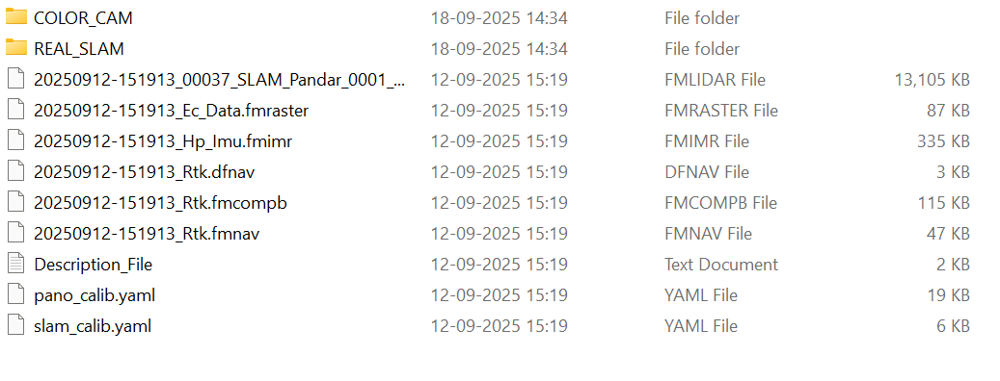 COLOR_CAM 18-09-2025 14:34 File folder
REAL_SLAM 18-09-2025 14:34 File folder
20250912-151913_00037_SLAM_Pandar_0001_... 12-09-2025 15:19 FMLIDAR File 13,105 KB
20250912-151913_Ec_Data.fmraster 12-09-2025 15:19 FMRASTER File 87 KB
20250912-151913_Hp_Imu.fmimr 12-09-2025 15:19 FMIMR File 335 KB
20250912-151913_Rtk.dfnav 12-09-2025 15:19 DFNAV File 3 KB
20250912-151913_Rtk.fmcompb 12-09-2025 15:19 FMCOMPB File 115 KB
20250912-151913_Rtk.fmnav 12-09-2025 15:19 FMNAV File 47 KB
Description_File 12-09-2025 15:19 Text Document 2 KB
pano_calib.yaml 12-09-2025 15:19 YAML File 19 KB
slam_calib.yaml 12-09-2025 15:19 YAML File 6 KB